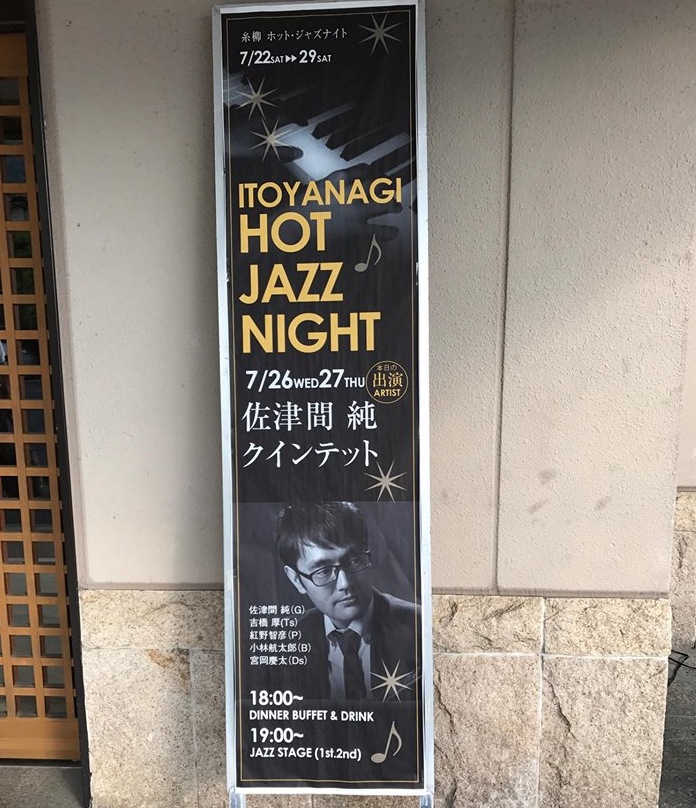 糸柳 ホット・ジャズナイト
7/22SAT▶▶29SAT
ITOYANAGI
HOT
JAZZ
NIGHT
7/26WED27THU
本日の
出演
ARTIST
佐津間 純
クインテット
佐津間 純(G)
吉橋 厚(Ts)
紅野智彦(P)
小林航太郎(B)
宮岡慶太(Ds)
18:00~
DINNER BUFFET & DRINK
19:00~
JAZZ STAGE (1st.2nd)